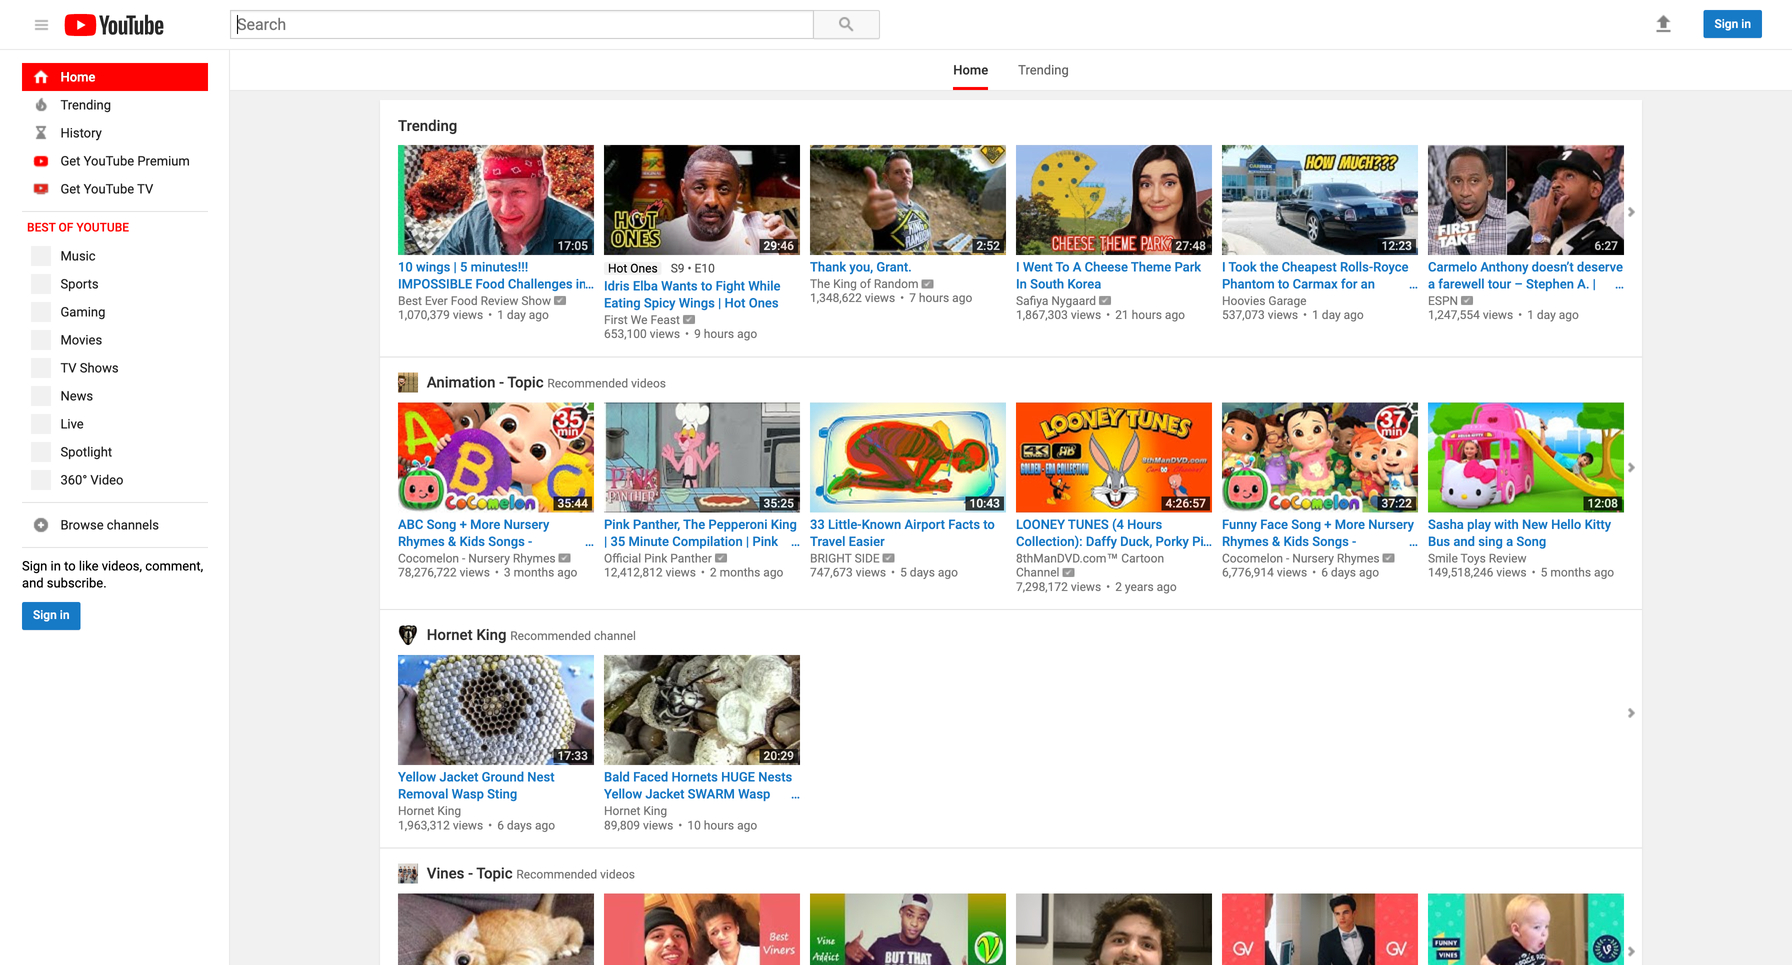 YouTube
Search
Sign in
Home
Trending
History
Get YouTube Premium
Get YouTube TV
BEST OF YOUTUBE
Music
Sports
Gaming
Movies
TV Shows
News
Live
Spotlight
360° Video
Browse channels
Sign in to like videos, comment,
and subscribe.
Sign in
Home Trending
Trending
17:05
10 wings | 5 minutes!!!
IMPOSSIBLE Food Challenges in...
Best Ever Food Review Show
1,070,379 views • 1 day ago
HOT
ONES
29:46
Hot Ones S9 • E10
Idris Elba Wants to Fight While
Eating Spicy Wings | Hot Ones
First We Feast
653,100 views • 9 hours ago
2:52
Thank you, Grant.
The King of Random
1,348,622 views • 7 hours ago
CHEESE THEME PARK?
27:48
I Went To A Cheese Theme Park
In South Korea
Safiya Nygaard
1,867,303 views • 21 hours ago
HOW MUCH???
12:23
I Took the Cheapest Rolls-Royce
Phantom to Carmax for an ...
Hoovies Garage
537,073 views • 1 day ago
FIRST
TAKE
6:27
Carmelo Anthony doesn't deserve
a farewell tour – Stephen A. | ...
ESPN
1,247,554 views • 1 day ago
Animation - Topic Recommended videos
35
min
A
B
C
CoComelon
35:44
ABC Song + More Nursery
Rhymes & Kids Songs - ...
Cocomelon - Nursery Rhymes
78,276,722 views • 3 months ago
PINK
PANTHER
35:25
Pink Panther, The Pepperoni King
| 35 Minute Compilation | Pink ...
Official Pink Panther
12,412,812 views • 2 months ago
10:43
33 Little-Known Airport Facts to
Travel Easier
BRIGHT SIDE
747,673 views • 5 days ago
LOONEY TUNES
4K HD
GOLDEN-ERA COLLECTION
8thManDVD.com
4:26:57
LOONEY TUNES (4 Hours
Collection): Daffy Duck, Porky Pi...
8thManDVD.com™ Cartoon
Channel
7,298,172 views • 2 years ago
37
min
CoComelon
37:22
Funny Face Song + More Nursery
Rhymes & Kids Songs - ...
Cocomelon - Nursery Rhymes
6,776,914 views • 6 days ago
12:08
Sasha play with New Hello Kitty
Bus and sing a Song
Smile Toys Review
149,518,246 views • 5 months ago
Hornet King Recommended channel
17:33
Yellow Jacket Ground Nest
Removal Wasp Sting
Hornet King
1,963,312 views • 6 days ago
20:29
Bald Faced Hornets HUGE Nests
Yellow Jacket SWARM Wasp ...
Hornet King
89,809 views • 10 hours ago
Vines - Topic Recommended videos
Best
Viners
Vine
Addict
V
BUT THAT
GV
GV
FUNNY
VINES